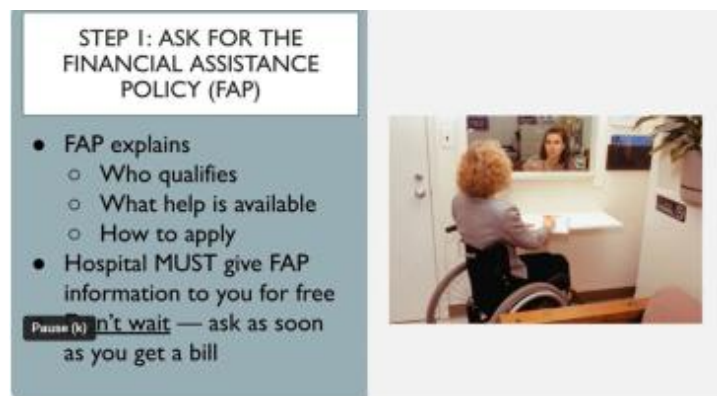 STEP 1: ASK FOR THE
FINANCIAL ASSISTANCE
POLICY (FAP)
● FAP explains
○ Who qualifies
○ What help is available
○ How to apply
● Hospital MUST give FAP
information to you for free
Pause (k) n't wait — ask as soon
as you get a bill